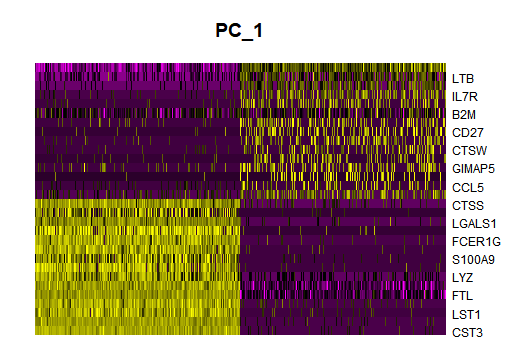 PC_1
LTB
IL7R
B2M
CD27
CTSW
GIMAP5
CCL5
CTSS
LGALS1
FCER1G
S100A9
LYZ
FTL
LST1
CST3